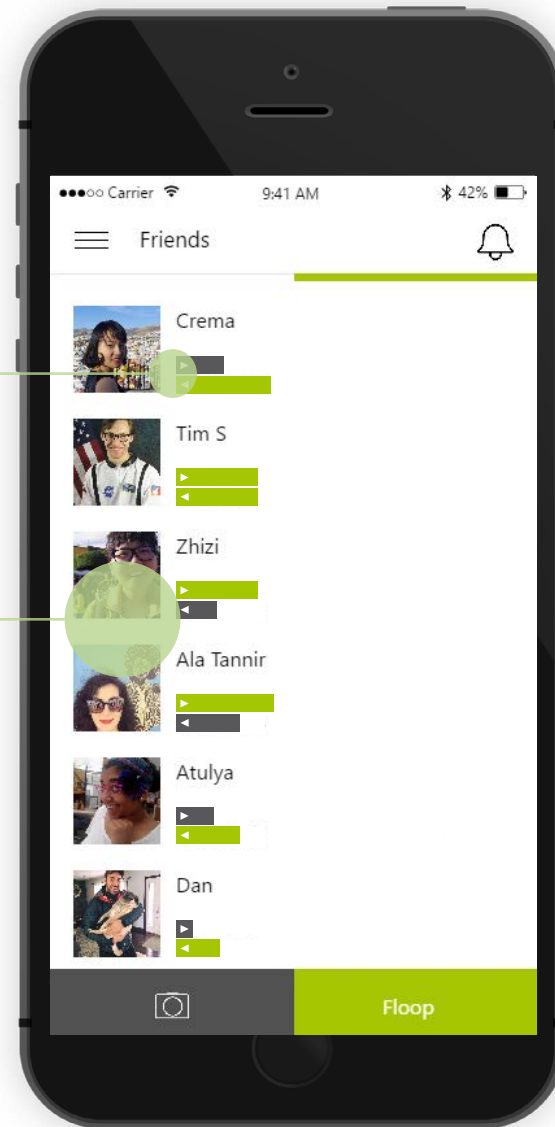 Carrier 9:41 AM 42%
Friends
Crema
Tim S
Zhizi
Ala Tannir
Atulya
Dan
Floop